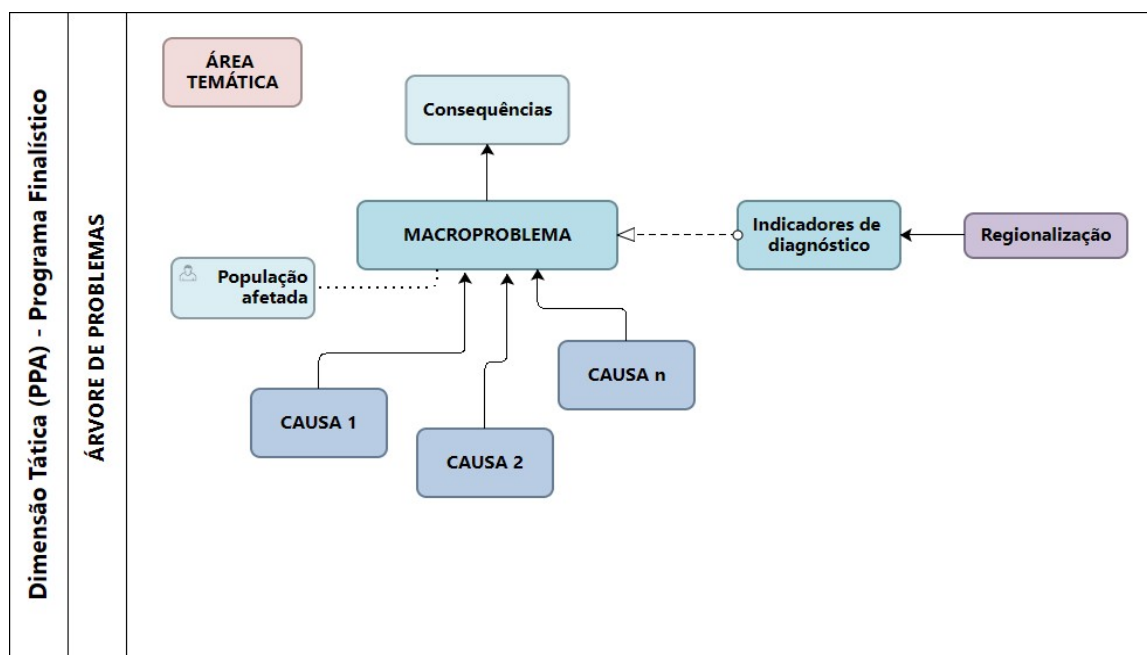 Dimensão Tática (PPA) - Programa Finalístico
ÁRVORE DE PROBLEMAS
ÁREA
TEMÁTICA
Consequências
MACROPROBLEMA
Indicadores de
diagnóstico
Regionalização
População
afetada
CAUSA 1
CAUSA 2
CAUSA n